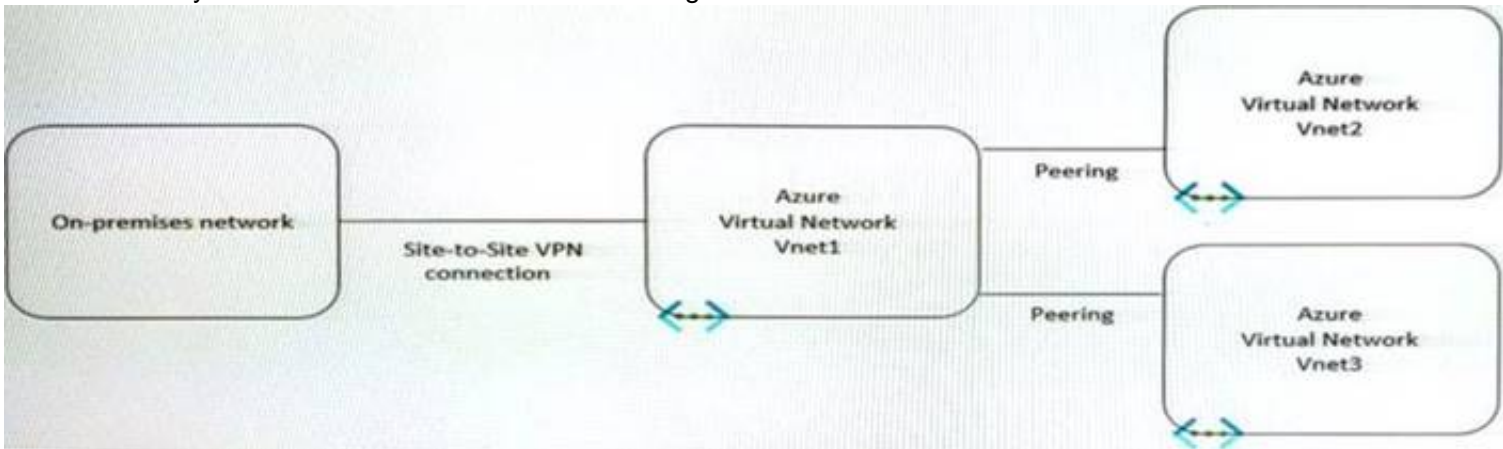 On-premises network
Site-to-Site VPN
connection
Azure
Virtual Network
Vnet1
Peering
Peering
Azure
Virtual Network
Vnet2
Azure
Virtual Network
Vnet3